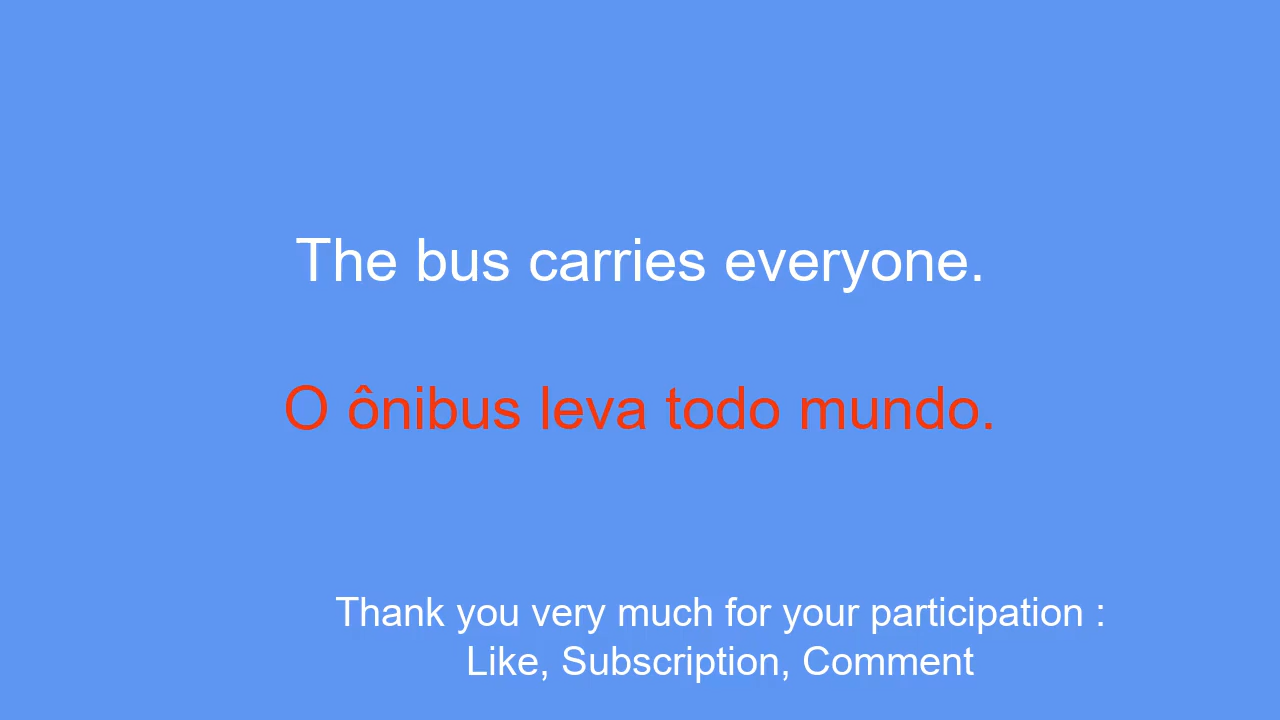 The bus carries everyone.
O ônibus leva todo mundo.
Thank you very much for your participation :
Like, Subscription, Comment